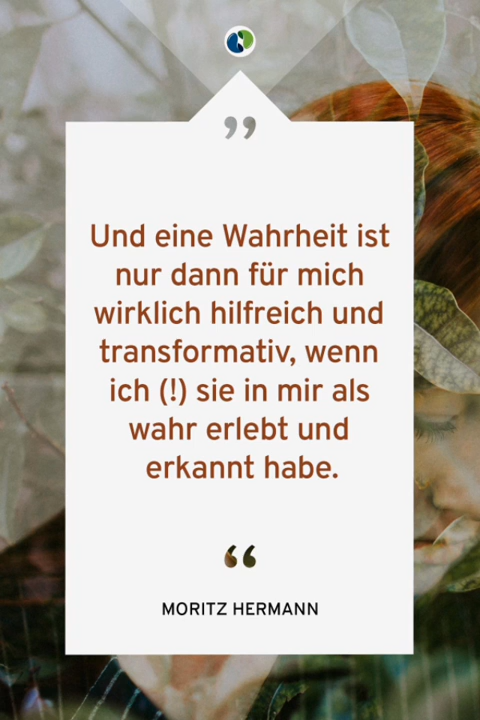 ”
Und eine Wahrheit ist
nur dann für mich
wirklich hilfreich und
transformativ, wenn
ich (!) sie in mir als
wahr erlebt und
erkannt habe.
“
MORITZ HERMANN